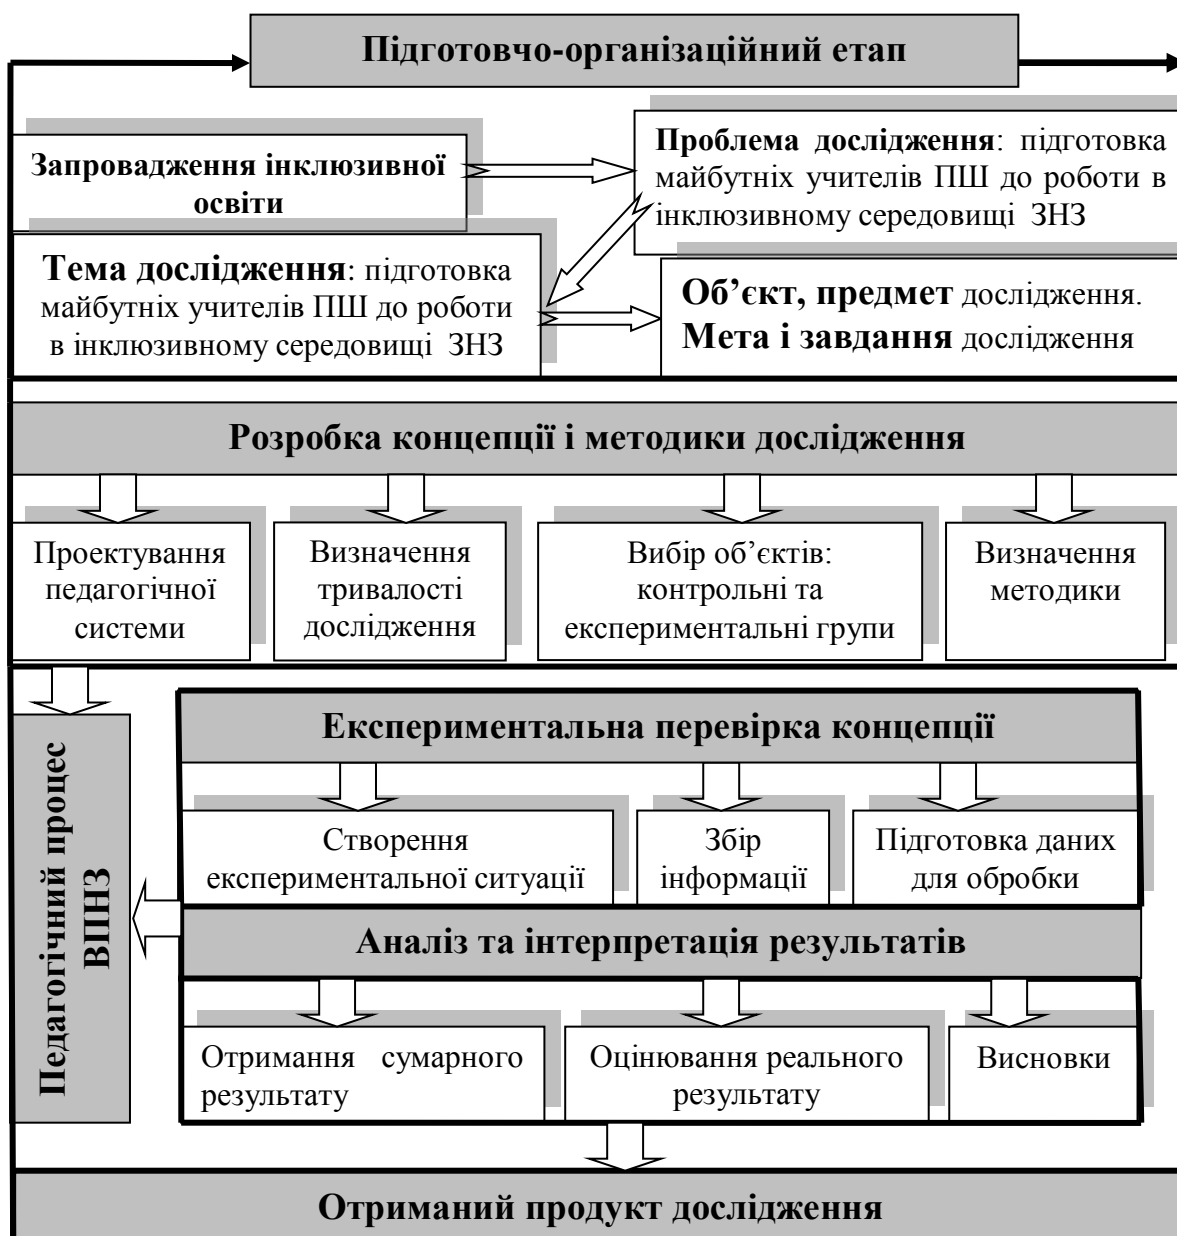 Підготовчо-організаційний етап
Запровадження інклюзивної
освіти
Проблема дослідження: підготовка
майбутніх учителів ПШ до роботи в
інклюзивному середовищі ЗНЗ
Тема дослідження: підготовка
майбутніх учителів ПШ до роботи
в інклюзивному середовищі ЗНЗ
Об’єкт, предмет дослідження.
Мета і завдання дослідження
Розробка концепції і методики дослідження
Проектування
педагогічної
системи
Визначення
тривалості
дослідження
Вибір об’єктів:
контрольні та
експериментальні групи
Визначення
методики
Педагогічний процес
ВПНЗ
Експериментальна перевірка концепції
Створення
експериментальної ситуації
Збір
інформації
Підготовка даних
для обробки
Аналіз та інтерпретація результатів
Отримання сумарного
результату
Оцінювання реального
результату
Висновки
Отриманий продукт дослідження